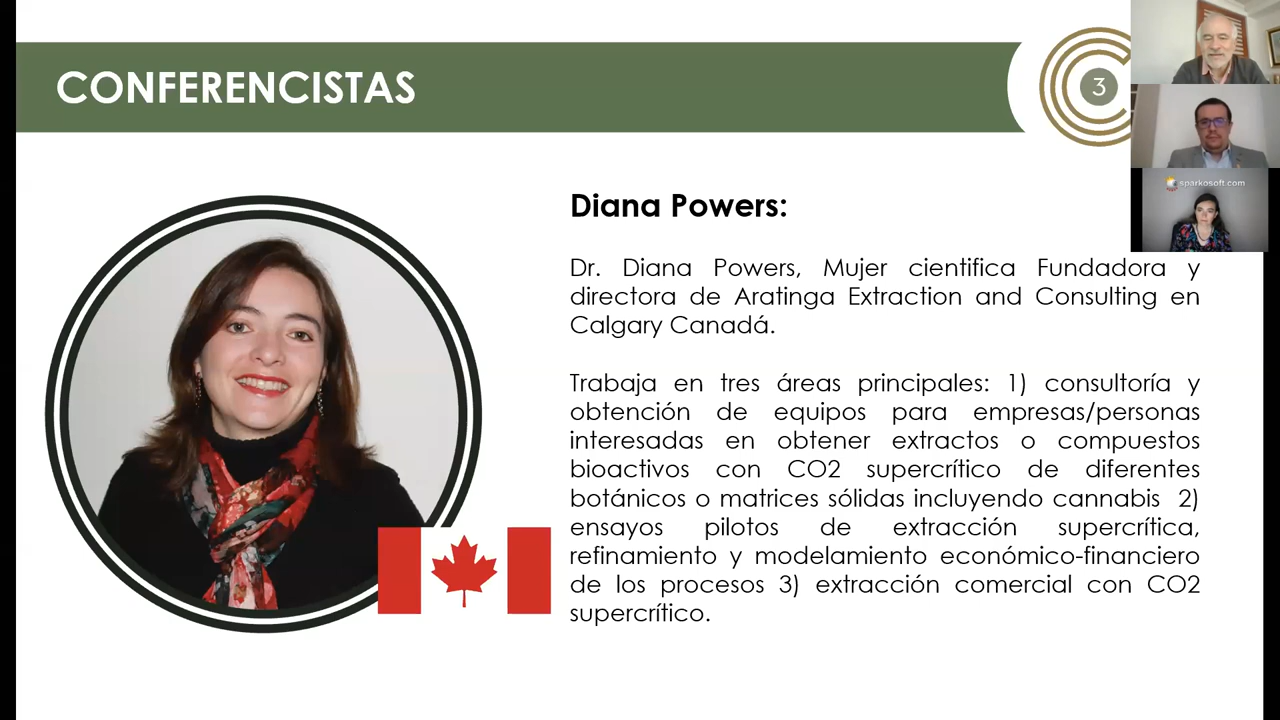 CONFERENCISTAS
3
sparkosoft.com
Diana Powers:
Dr. Diana Powers, Mujer cientifica Fundadora y
directora de Aratinga Extraction and Consulting en
Calgary Canadá.
Trabaja en tres áreas principales: 1) consultoría y
obtención de equipos para empresas/personas
interesadas en obtener extractos o compuestos
bioactivos con CO2 supercrítico de diferentes
botánicos o matrices sólidas incluyendo cannabis 2)
ensayos pilotos de extracción supercrítica,
refinamiento y modelamiento económico-financiero
de los procesos 3) extracción comercial con CO2
supercrítico.